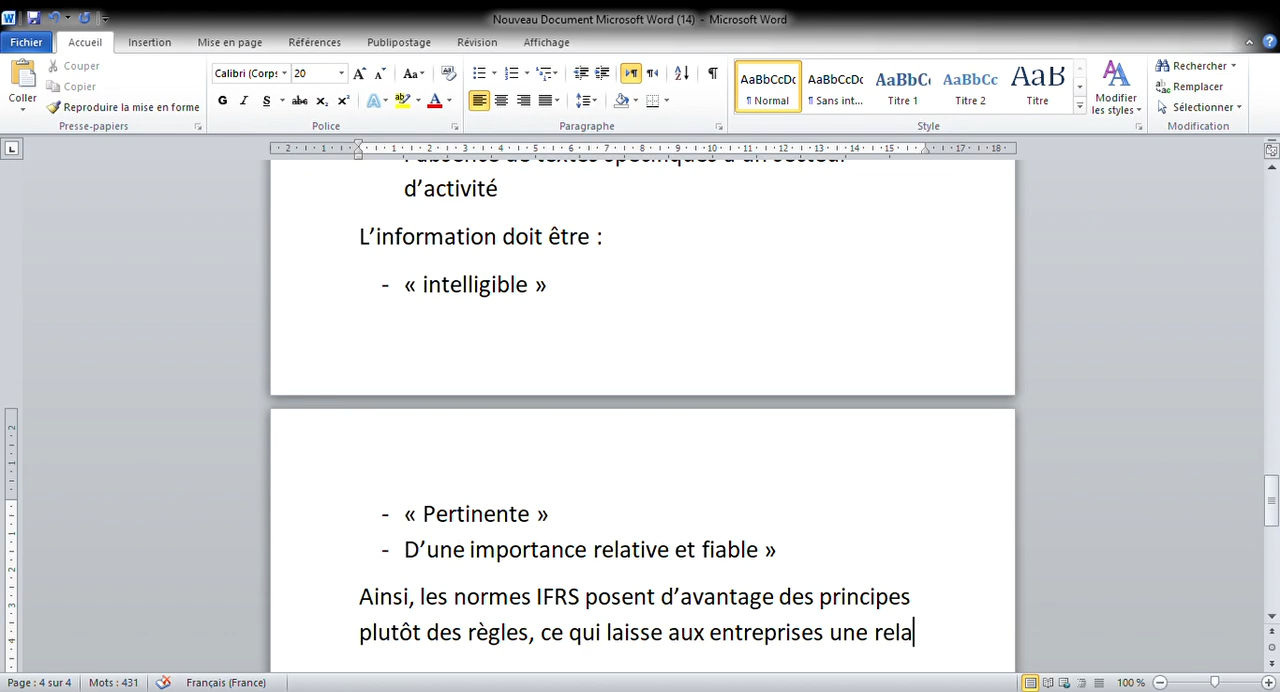 Nouveau Document Microsoft Word (14) - Microsoft Word
Fichier Accueil Insertion Mise en page Références Publipostage Révision Affichage
Coller
Couper
Copier
Reproduire la mise en forme
Presse-papiers
Calibri (Corps 20
Police
Paragraphe
AaBbCcDc AaBbCcDc AaBbC AaBbCc AaB
¶ Normal ¶ Sans int... Titre 1 Titre 2 Titre
Modifier
les styles
Style
Rechercher
Remplacer
Sélectionner
Modification
d’activité
L’information doit être :
- « intelligible »
- « Pertinente »
- D’une importance relative et fiable »
Ainsi, les normes IFRS posent d’avantage des principes
plutôt des règles, ce qui laisse aux entreprises une rela
Page : 4 sur 4 Mots : 431 Français (France) 100 %